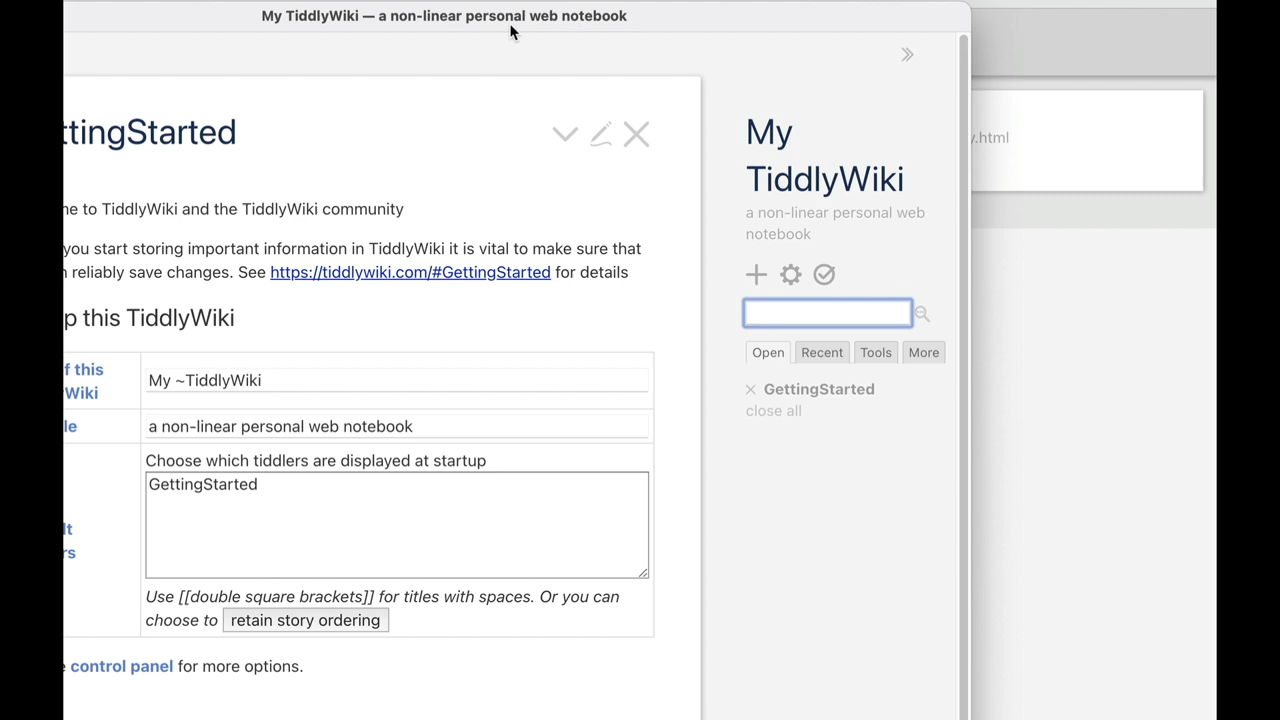 My TiddlyWiki — a non-linear personal web notebook
ttingStarted
me to TiddlyWiki and the TiddlyWiki community
you start storing important information in TiddlyWiki it is vital to make sure that
reliably save changes. See https://tiddlywiki.com/#GettingStarted for details
p this TiddlyWiki
f this
Wiki
My ~TiddlyWiki
le
a non-linear personal web notebook
Choose which tiddlers are displayed at startup
GettingStarted
lt
rs
Use [[double square brackets]] for titles with spaces. Or you can
choose to retain story ordering
control panel for more options.
My
TiddlyWiki
a non-linear personal web
notebook
Open Recent Tools More
GettingStarted
close all
y.html